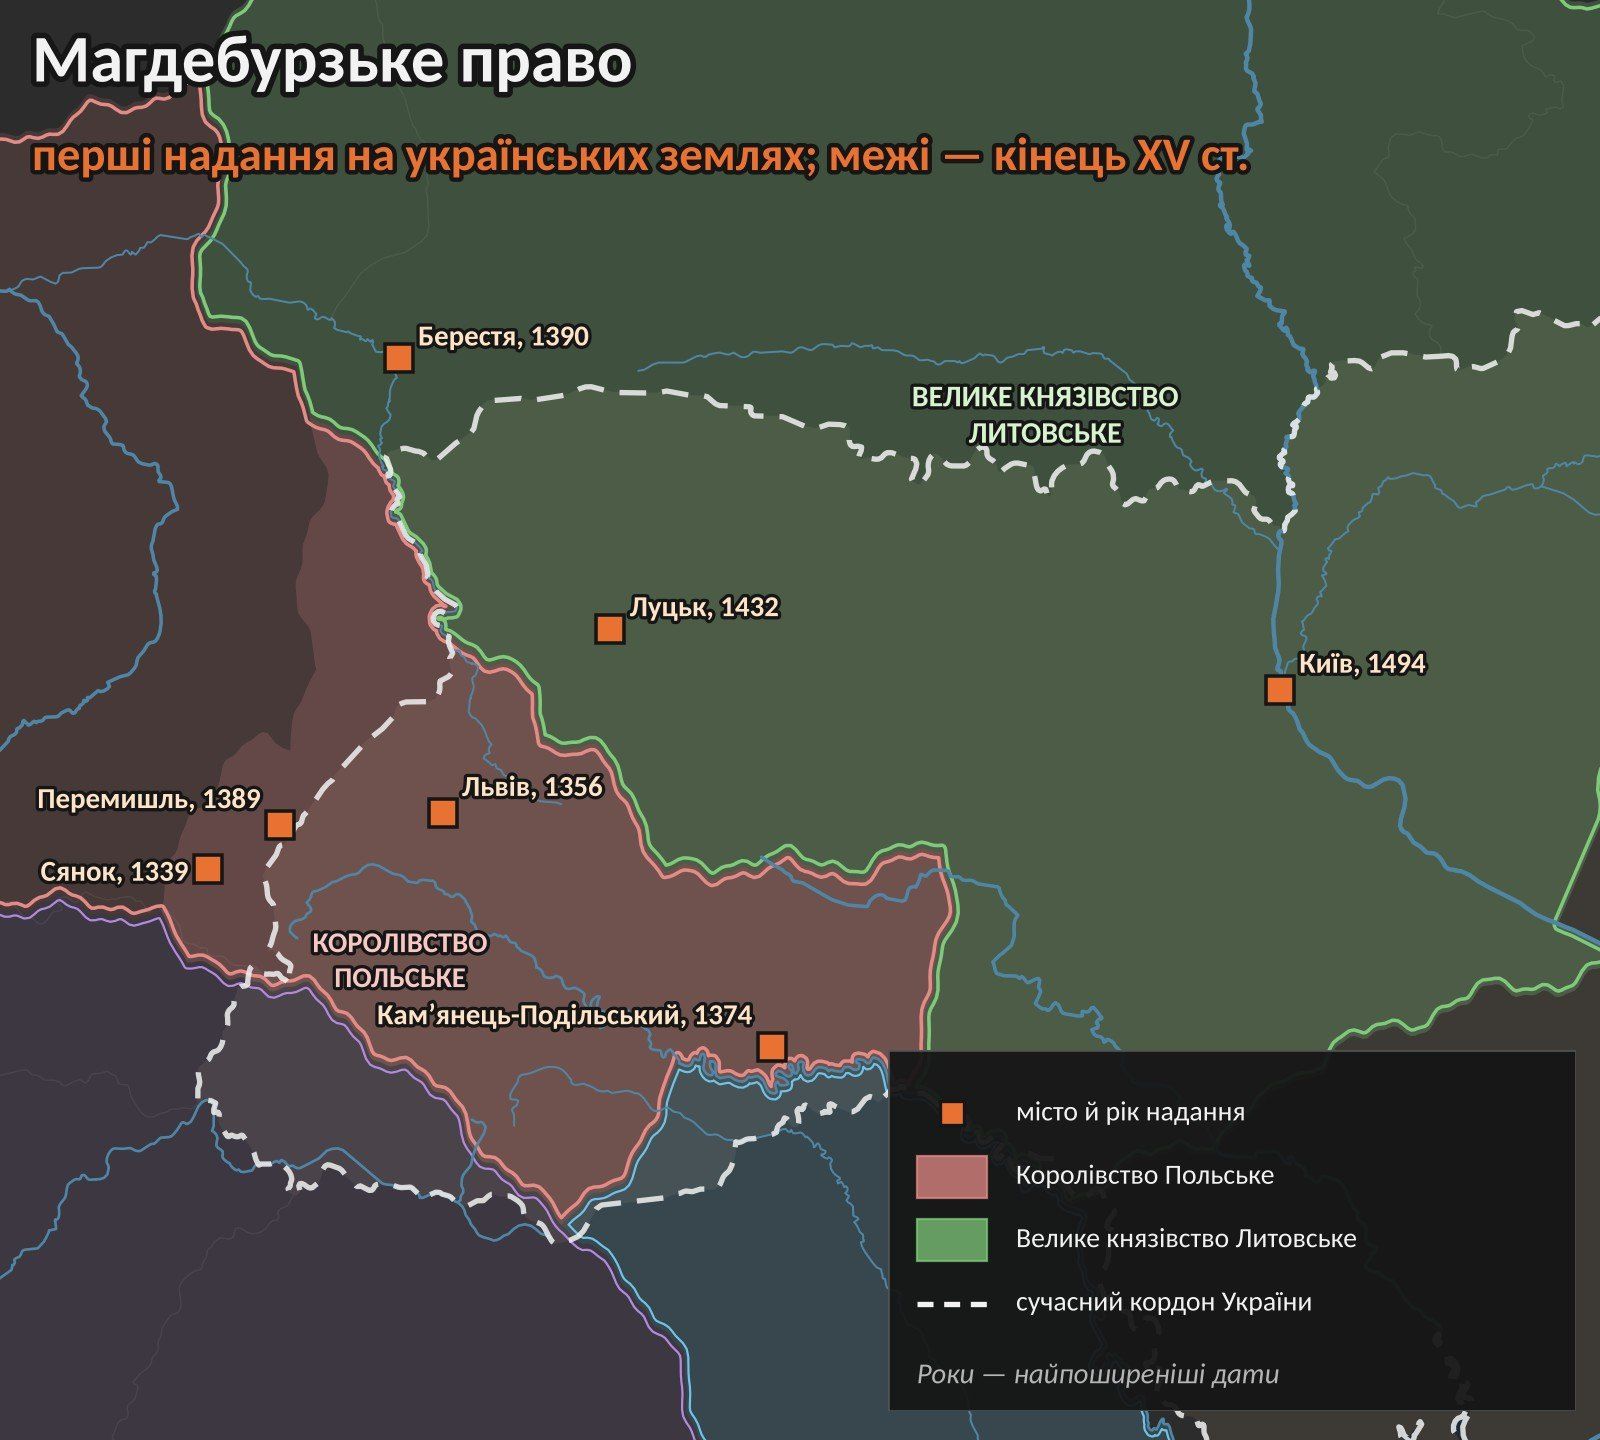 Магдебурзьке право
перші надання на українських землях; межі — кінець XV ст.
Берестя, 1390
ВЕЛИКЕ КНЯЗІВСТВО
ЛИТОВСЬКЕ
Луцьк, 1432
Київ, 1494
Львів, 1356
Перемишль, 1389
Сянок, 1339
КОРОЛІВСТВО
ПОЛЬСЬКЕ
Кам’янець-Подільський, 1374
місто й рік надання
Королівство Польське
Велике князівство Литовське
сучасний кордон України
Роки — найпоширеніші дати